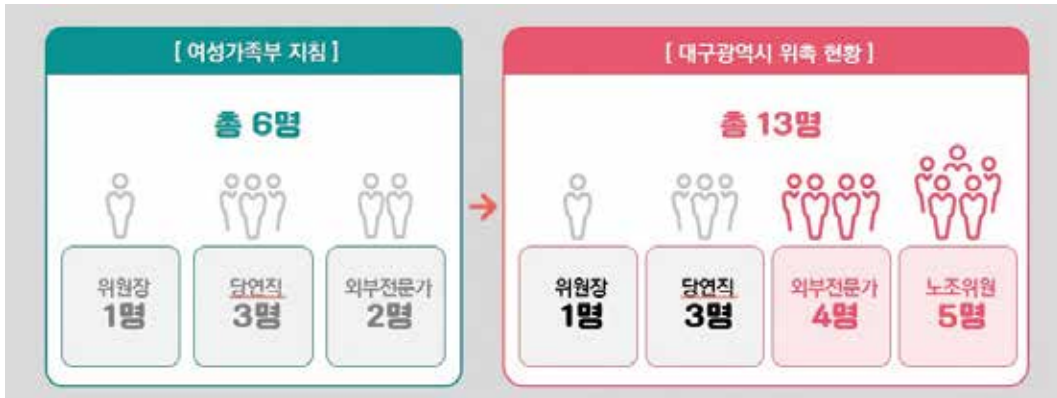 [ 여성가족부 지침 ]
총 6명
위원장
1명
당연직
3명
외부전문가
2명
[ 대구광역시 위촉 현황 ]
총 13명
위원장
1명
당연직
3명
외부전문가
4명
노조위원
5명